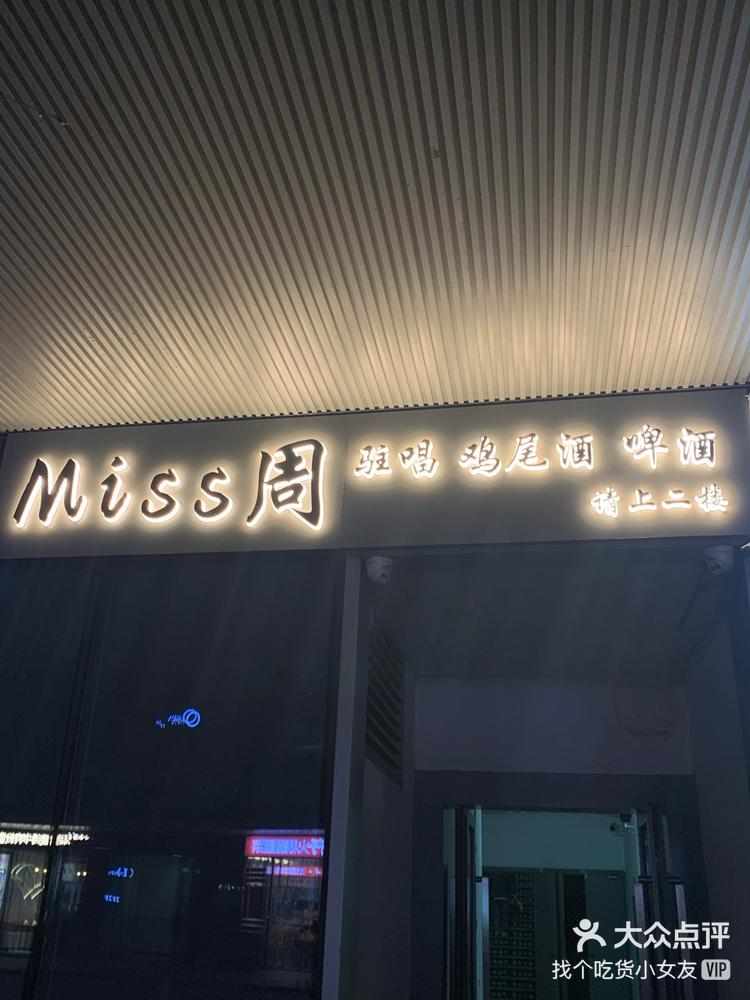 Miss周
驻唱 鸡尾酒 啤酒
请上二楼
大众点评
找个吃货小女友 VIP